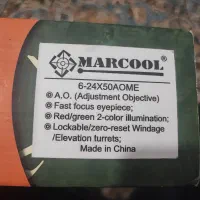 MARCOOL®
6-24X50AOME
A.O. (Adjustment Objective)
Fast focus eyepiece;
Red/green 2-color illumination;
Lockable/zero-reset Windage
/Elevation turrets;
Made in China